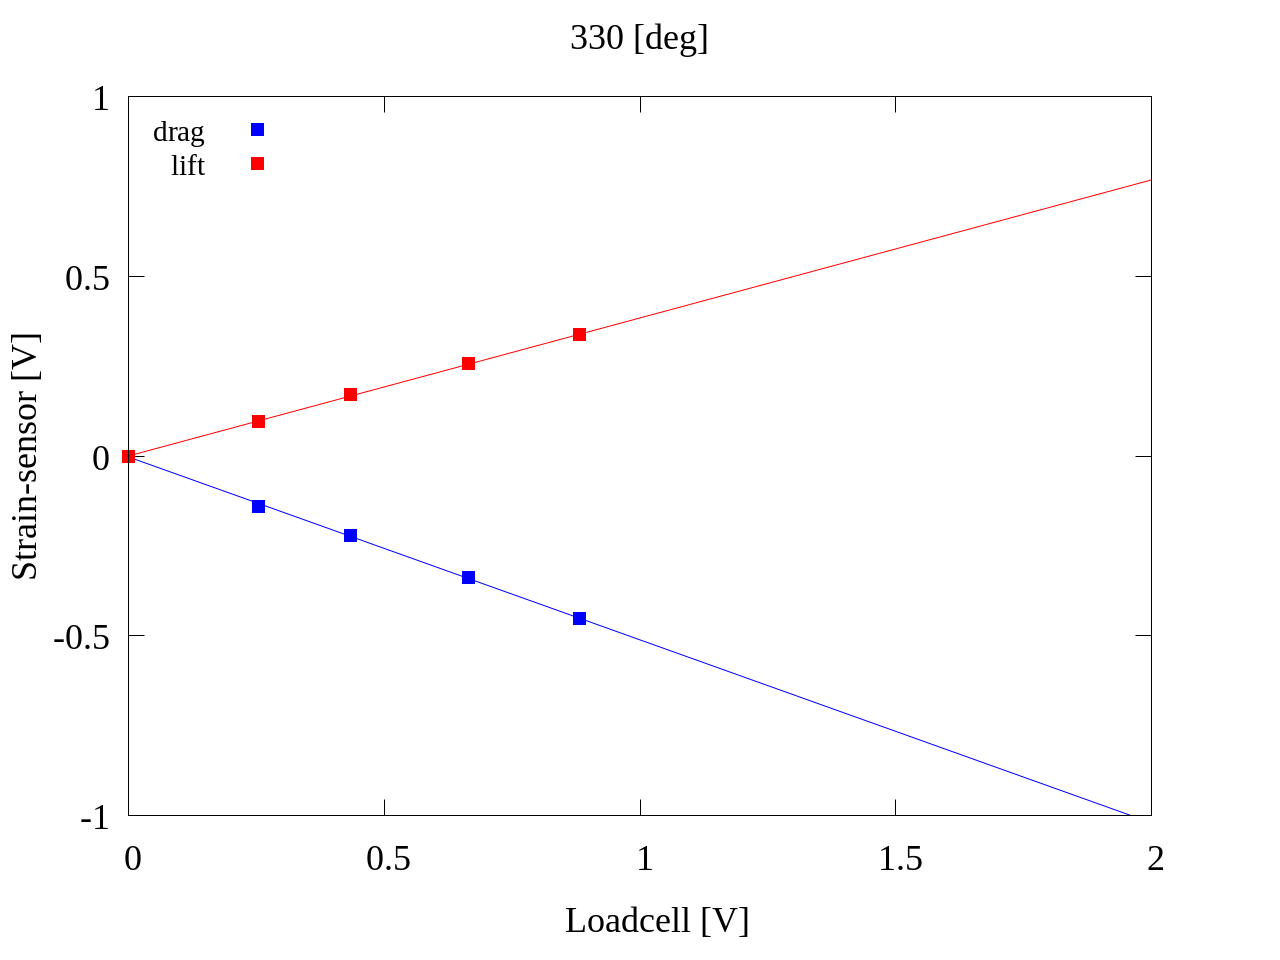 330 [deg]
1
drag
lift
0.5
0
-0.5
-1
Strain-sensor [V]
0 0.5 1 1.5 2
Loadcell [V]